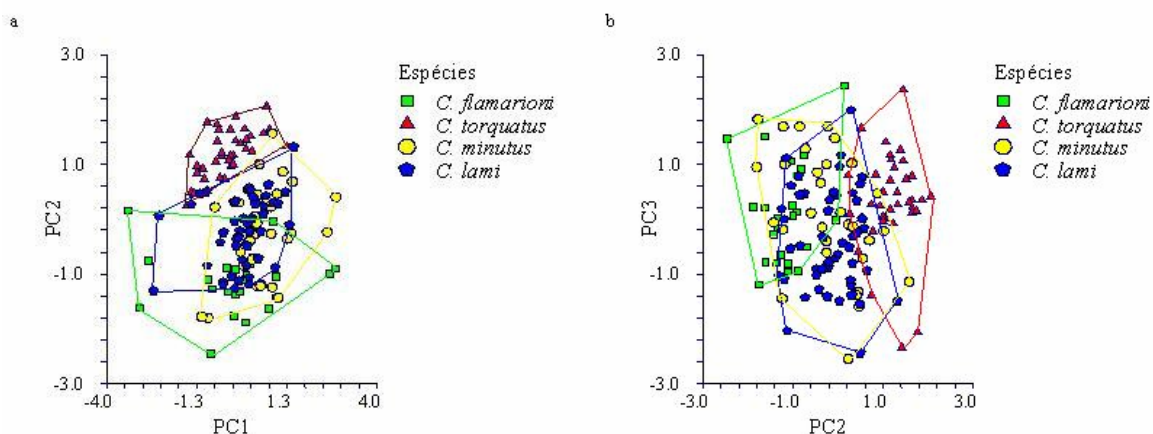 a
3.0
1.0
-1.0
-3.0
PC2
-4.0 -1.3 1.3 4.0
PC1
Espécies
C. flamarioni
C. torquatus
C. minutus
C. lami
b
3.0
1.0
-1.0
-3.0
PC3
-3.0 -1.0 1.0 3.0
PC2
Espécies
C. flamarioni
C. torquatus
C. minutus
C. lami